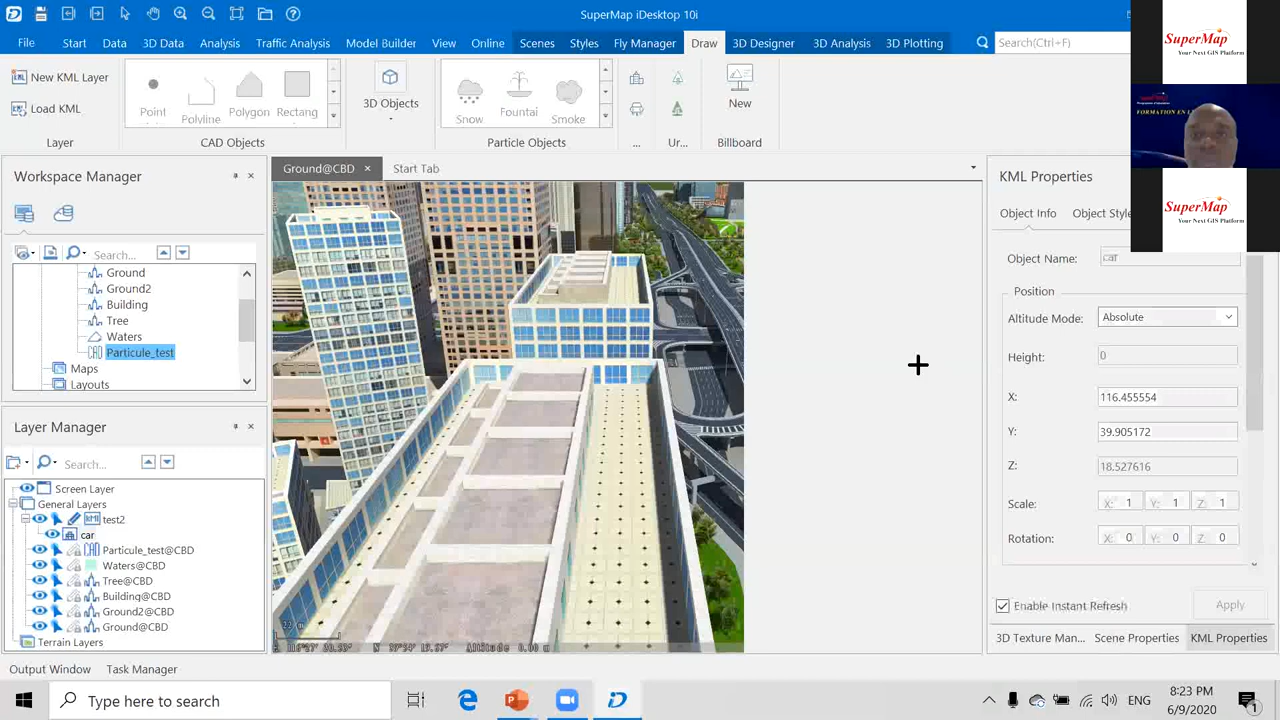 SuperMap iDesktop 10i
File Start Data 3D Data Analysis Traffic Analysis Model Builder View Online Scenes Styles Fly Manager Draw 3D Designer 3D Analysis 3D Plotting Search(Ctrl+F)
New KML Layer
Load KML
Point Polyline Polygon Rectang
3D Objects
Snow Fountai Smoke
New
Layer CAD Objects Particle Objects ... Ur... Billboard
SuperMap
Your Next GIS Platform
SuperMap
Your Next GIS Platform
Workspace Manager
Search...
Ground
Ground2
Building
Tree
Waters
Particule_test
Maps
Layouts
Layer Manager
Search...
Screen Layer
General Layers
test2
car
Particule_test@CBD
Waters@CBD
Tree@CBD
Building@CBD
Ground2@CBD
Ground@CBD
Terrain Layers
Output Window Task Manager
Ground@CBD Start Tab
Altitude 0.00 m
KML Properties
Object Info Object Style
Object Name: car
Position
Altitude Mode: Absolute
Height: 0
X: 116.455554
Y: 39.905172
Z: 18.527616
Scale: X: 1 Y: 1 Z: 1
Rotation: X: 0 Y: 0 Z: 0
Enable Instant Refresh Apply
3D Texture Man... Scene Properties KML Properties
Type here to search
ENG
8:23 PM
6/9/2020